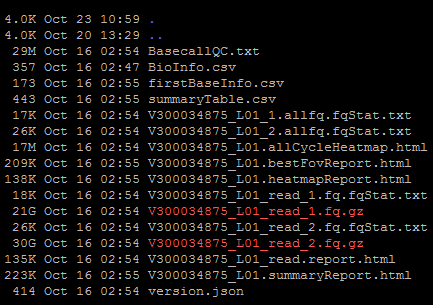 4.0K Oct 23 10:59 .
4.0K Oct 20 13:29 ..
29M Oct 16 02:54 BasecallQC.txt
357 Oct 16 02:47 BioInfo.csv
173 Oct 16 02:55 firstBaseInfo.csv
443 Oct 16 02:55 summaryTable.csv
17K Oct 16 02:54 V300034875_L01_1.allfq.fqStat.txt
26K Oct 16 02:54 V300034875_L01_2.allfq.fqStat.txt
17M Oct 16 02:54 V300034875_L01.allCycleHeatmap.html
209K Oct 16 02:55 V300034875_L01.bestFovReport.html
138K Oct 16 02:55 V300034875_L01.heatmapReport.html
18K Oct 16 02:54 V300034875_L01_read_1.fq.fqStat.txt
21G Oct 16 02:54 V300034875_L01_read_1.fq.gz
26K Oct 16 02:54 V300034875_L01_read_2.fq.fqStat.txt
30G Oct 16 02:54 V300034875_L01_read_2.fq.gz
135K Oct 16 02:54 V300034875_L01_read.report.html
223K Oct 16 02:55 V300034875_L01.summaryReport.html
414 Oct 16 02:54 version.json